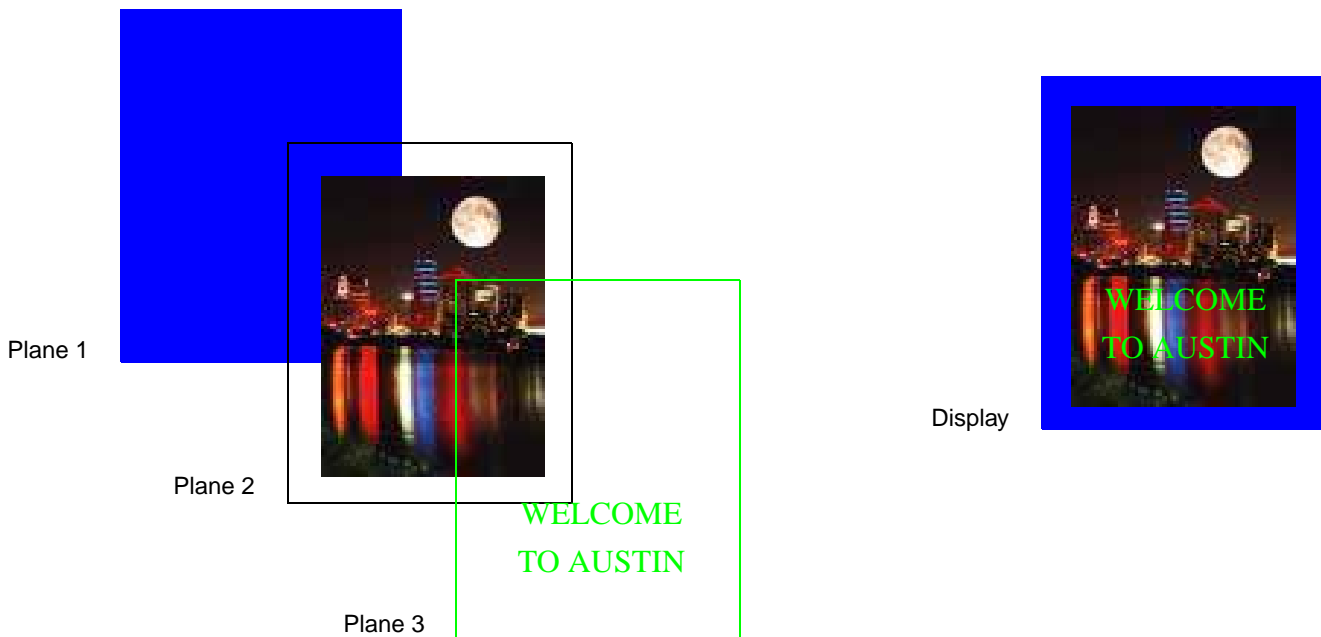 Plane 1
Plane 2
WELCOME
TO AUSTIN
Plane 3
WELCOME
TO AUSTIN
Display